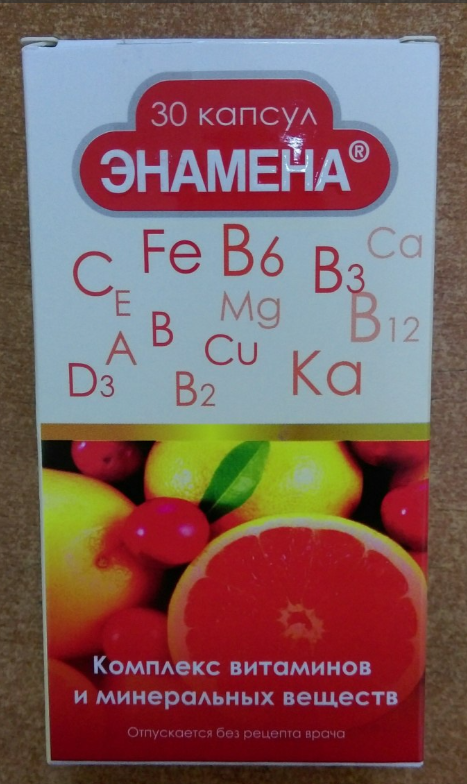 30 капсул
ЭНАМЕНА®
C Fe B6 B3 Ca
E Mg B12
A B Cu
D3 B2 Ka
Комплекс витаминов
и минеральных веществ
Отпускается без рецепта врача